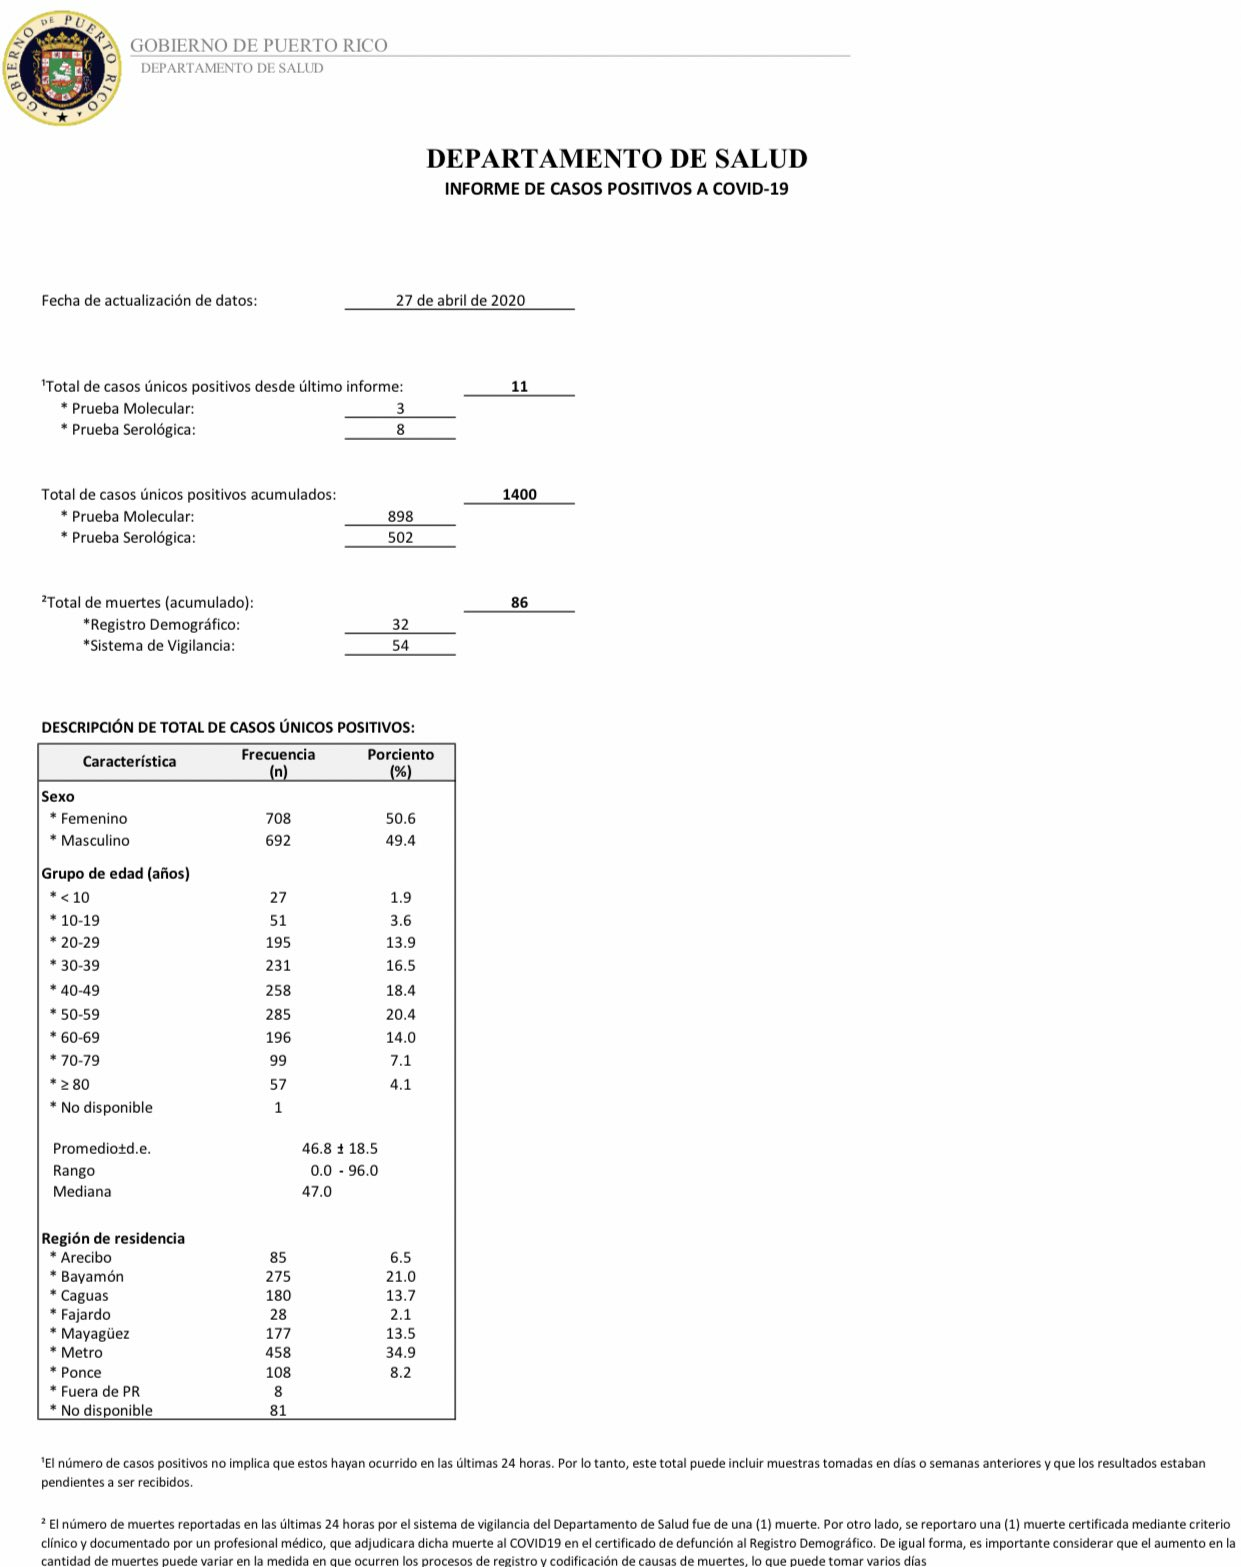 GOBIERNO DE PUERTO RICO
GOBIERNO DE PUERTO RICO
DEPARTAMENTO DE SALUD
DEPARTAMENTO DE SALUD
INFORME DE CASOS POSITIVOS A COVID-19
Fecha de actualización de datos: 27 de abril de 2020
¹Total de casos únicos positivos desde último informe: 11
* Prueba Molecular: 3
* Prueba Serológica: 8
Total de casos únicos positivos acumulados: 1400
* Prueba Molecular: 898
* Prueba Serológica: 502
²Total de muertes (acumulado): 86
*Registro Demográfico: 32
*Sistema de Vigilancia: 54
DESCRIPCIÓN DE TOTAL DE CASOS ÚNICOS POSITIVOS:
Característica Frecuencia (n) Porciento (%)
Sexo
* Femenino 708 50.6
* Masculino 692 49.4
Grupo de edad (años)
* < 10 27 1.9
* 10-19 51 3.6
* 20-29 195 13.9
* 30-39 231 16.5
* 40-49 258 18.4
* 50-59 285 20.4
* 60-69 196 14.0
* 70-79 99 7.1
* ≥ 80 57 4.1
* No disponible 1
Promedio±d.e. 46.8 ± 18.5
Rango 0.0 - 96.0
Mediana 47.0
Región de residencia
* Arecibo 85 6.5
* Bayamón 275 21.0
* Caguas 180 13.7
* Fajardo 28 2.1
* Mayagüez 177 13.5
* Metro 458 34.9
* Ponce 108 8.2
* Fuera de PR 8
* No disponible 81
¹El número de casos positivos no implica que estos hayan ocurrido en las últimas 24 horas. Por lo tanto, este total puede incluir muestras tomadas en días o semanas anteriores y que los resultados estaban
pendientes a ser recibidos.
² El número de muertes reportadas en las últimas 24 horas por el sistema de vigilancia del Departamento de Salud fue de una (1) muerte. Por otro lado, se reportaro una (1) muerte certificada mediante criterio
clínico y documentado por un profesional médico, que adjudicara dicha muerte al COVID19 en el certificado de defunción al Registro Demográfico. De igual forma, es importante considerar que el aumento en la
cantidad de muertes puede variar en la medida en que ocurren los procesos de registro y codificación de causas de muertes, lo que puede tomar varios días